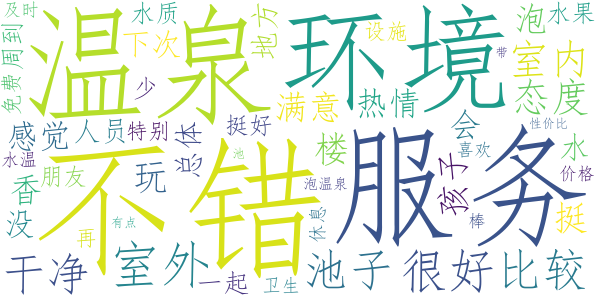 及时
水质
温泉
地方
设施
环境
泡
水果
周到
下次
带
室内
免费
少
满意
热情
态度
感觉
人员
特别
总体
挺好
楼
会
性价比
水
水温
不错
池
服务
喜欢
朋友
玩
泡温泉
孩子
价格
香
没
再
有点
休息
棒
挺
干净
室外
一起
卫生
池子
很好
比较